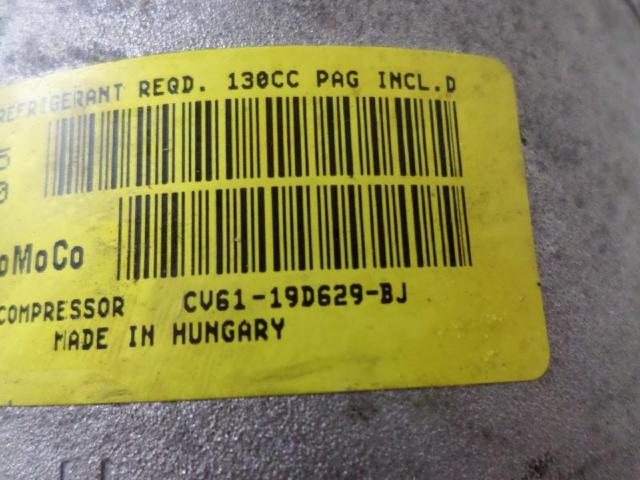 REFRIGERANT REQD. 130CC PAG INCL.D
oMoCo
COMPRESSOR CV61-19D629-BJ
MADE IN HUNGARY